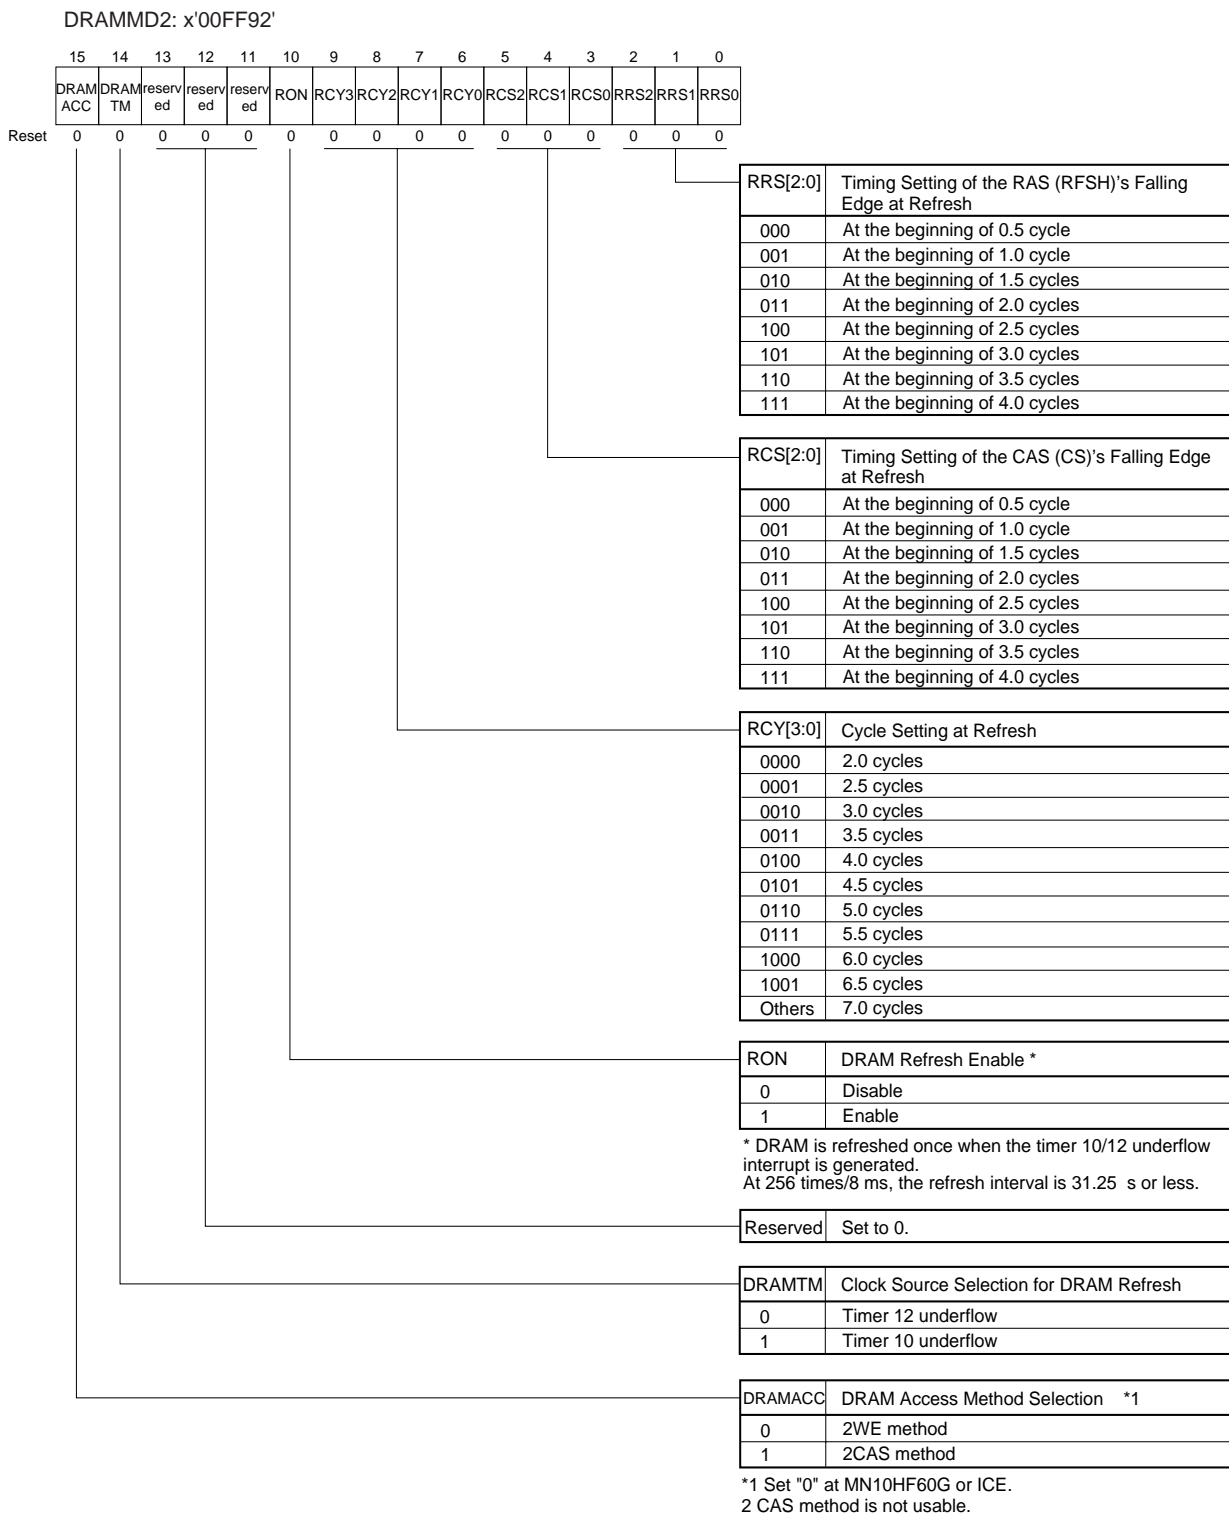 DRAMMD2: x'00FF92'
15 14 13 12 11 10 9 8 7 6 5 4 3 2 1 0
DRAM ACC DRAM TM reserv ed reserv ed reserv ed RON RCY3 RCY2 RCY1 RCY0 RCS2 RCS1 RCS0 RRS2 RRS1 RRS0
Reset 0 0 0 0 0 0 0 0 0 0 0 0 0 0 0 0
RRS[2:0] Timing Setting of the RAS (RFSH)'s Falling
Edge at Refresh
000 At the beginning of 0.5 cycle
001 At the beginning of 1.0 cycle
010 At the beginning of 1.5 cycles
011 At the beginning of 2.0 cycles
100 At the beginning of 2.5 cycles
101 At the beginning of 3.0 cycles
110 At the beginning of 3.5 cycles
111 At the beginning of 4.0 cycles
RCS[2:0] Timing Setting of the CAS (CS)'s Falling Edge
at Refresh
000 At the beginning of 0.5 cycle
001 At the beginning of 1.0 cycle
010 At the beginning of 1.5 cycles
011 At the beginning of 2.0 cycles
100 At the beginning of 2.5 cycles
101 At the beginning of 3.0 cycles
110 At the beginning of 3.5 cycles
111 At the beginning of 4.0 cycles
RCY[3:0] Cycle Setting at Refresh
0000 2.0 cycles
0001 2.5 cycles
0010 3.0 cycles
0011 3.5 cycles
0100 4.0 cycles
0101 4.5 cycles
0110 5.0 cycles
0111 5.5 cycles
1000 6.0 cycles
1001 6.5 cycles
Others 7.0 cycles
RON DRAM Refresh Enable *
0 Disable
1 Enable
* DRAM is refreshed once when the timer 10/12 underflow
interrupt is generated.
At 256 times/8 ms, the refresh interval is 31.25 s or less.
Reserved Set to 0.
DRAMTM Clock Source Selection for DRAM Refresh
0 Timer 12 underflow
1 Timer 10 underflow
DRAMACC DRAM Access Method Selection *1
0 2WE method
1 2CAS method
*1 Set "0" at MN10HF60G or ICE.
2 CAS method is not usable.